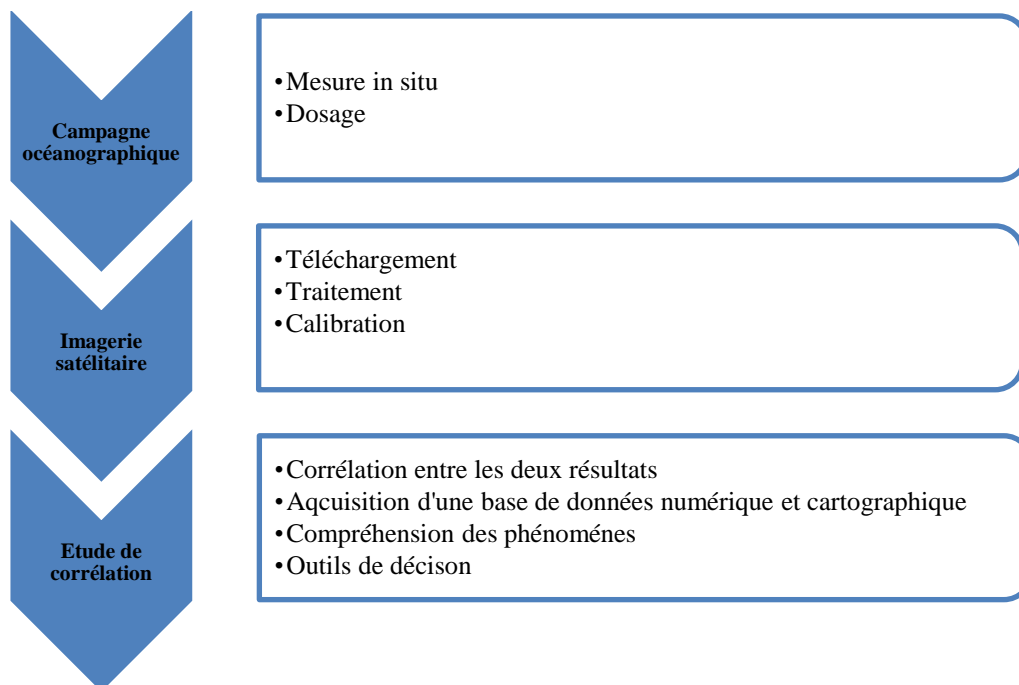 Campagne
océanographique
•Mesure in situ
•Dosage
Imagerie
satélitaire
•Téléchargement
•Traitement
•Calibration
Etude de
corrélation
•Corrélation entre les deux résultats
•Aqcuisition d'une base de données numérique et cartographique
•Compréhension des phénoménes
•Outils de décison